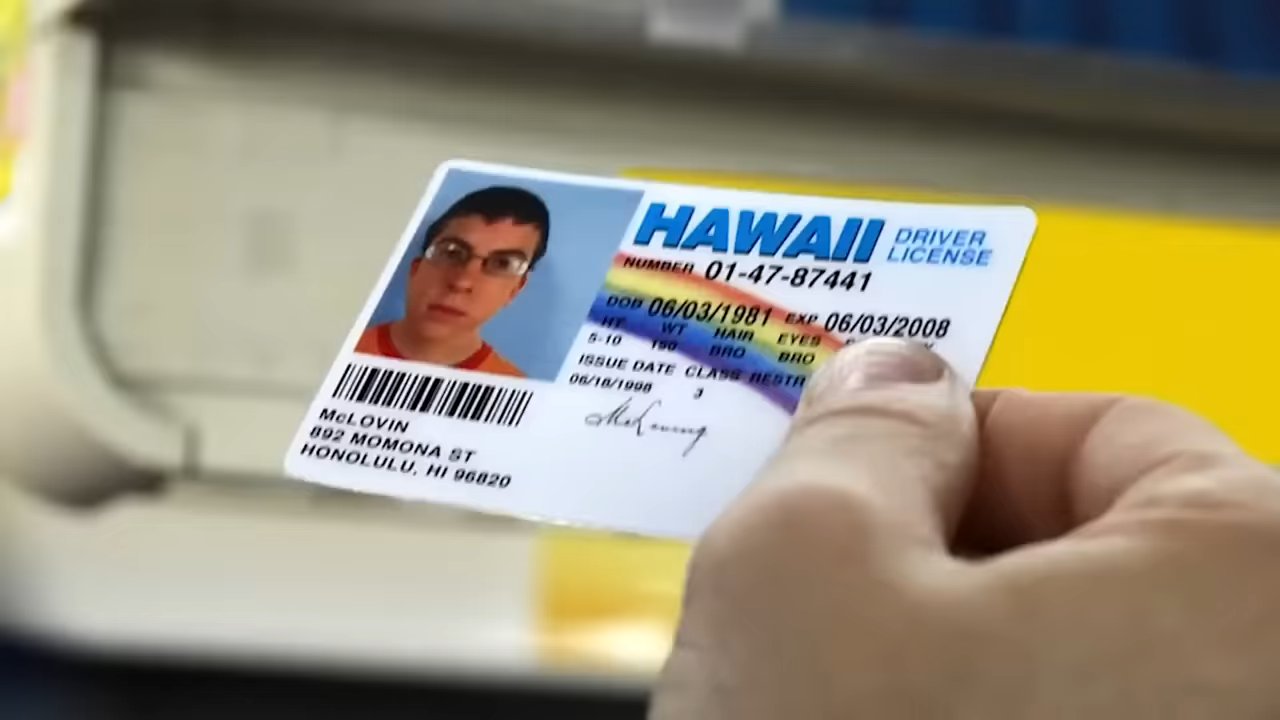 HAWAII DRIVER LICENSE
NUMBER 01-47-87441
DOB 06/03/1981 EXP 06/03/2008
HT WT HAIR EYES
5-10 150 BRO BRO
ISSUE DATE CLASS RESTR
06/18/1998 3
McLOVIN
892 MOMONA ST
HONOLULU, HI 96820